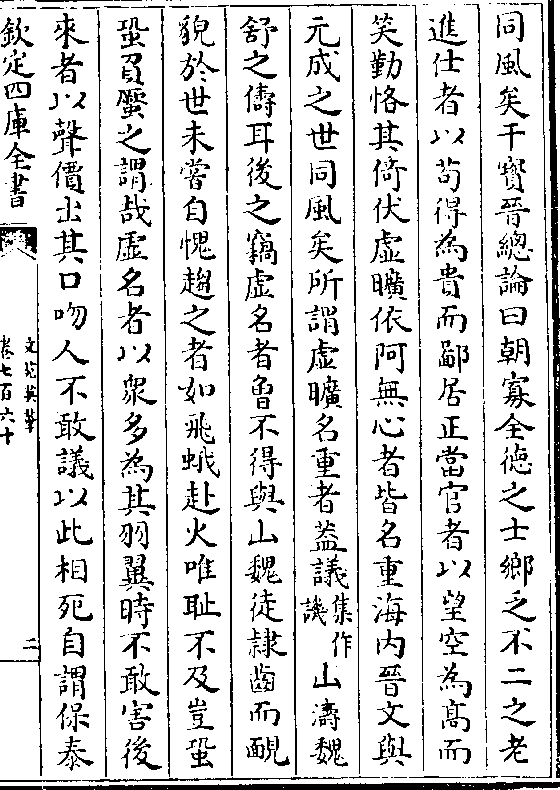 同風矣干寳晉總論曰朝寡全徳之士鄉乏不二之老
進仕者以苟得為貴而鄙居正當官者以望空為髙而
笑勤恪其倚伏虛曠依阿無心者皆名重海内晉文與
元成之世同風矣所謂虚曠名重者葢議集作譏山濤魏
舒之儔耳後之竊虚名者曽不得與山魏徒隷齒而靦
貌於世未嘗自愧趨之者如飛蛾赴火唯耻不及豈蛩
蛩負蟨之謂哉虛名者以衆多為其羽翼時不敢害後
來者以聲價出其口吻人不敢議以此相死自謂保泰
欽定四庫全書
文苑英華
卷七百六十
二